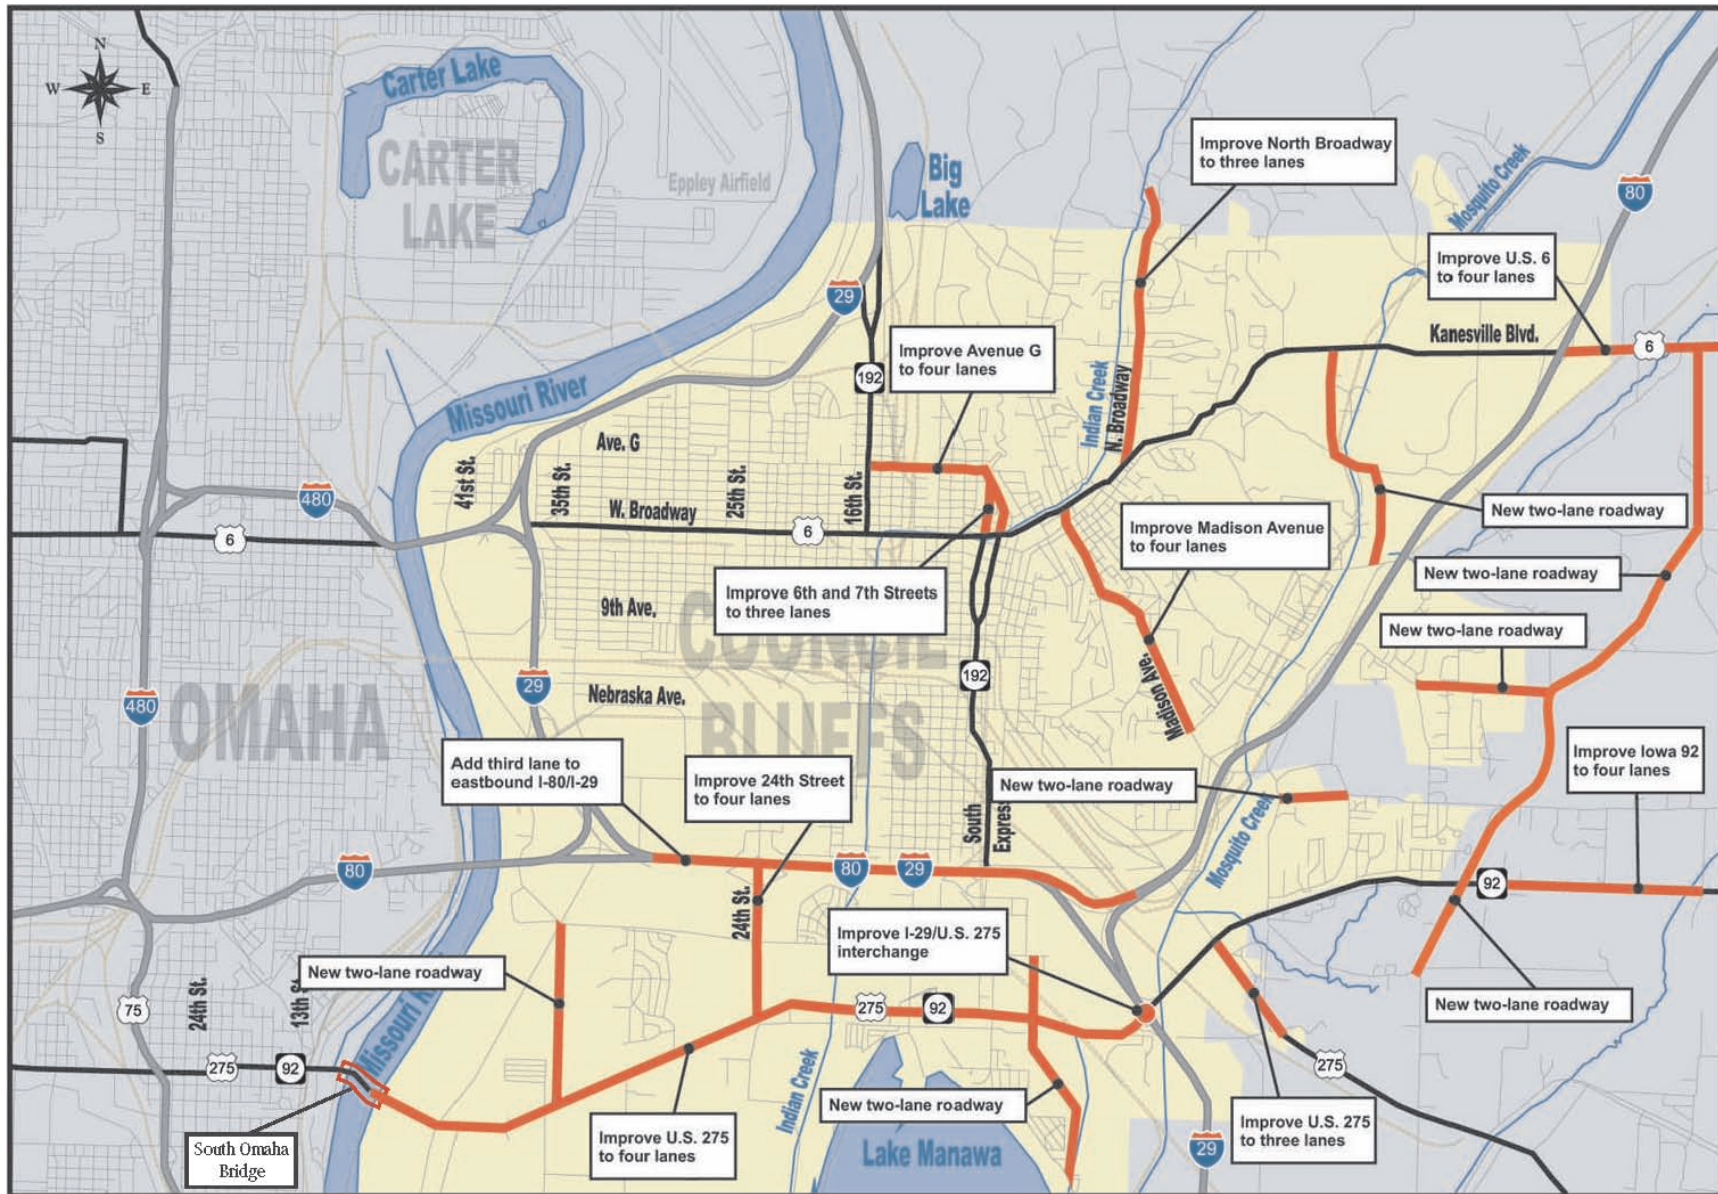 N
W
E
S
Carter Lake
CARTER
LAKE
Eppley Airfield
Big
Lake
Improve North Broadway
to three lanes
Mosquito Creek
80
Improve U.S. 6
to four lanes
29
Kanesville Blvd.
6
Improve Avenue G
to four lanes
192
Missouri River
Indian Creek
N. Broadway
Ave. G
41st St.
35th St.
25th St.
16th St.
W. Broadway
480
6
6
New two-lane roadway
Improve Madison Avenue
to four lanes
New two-lane roadway
Improve 6th and 7th Streets
to three lanes
9th Ave.
COUNCIL
BLUFFS
New two-lane roadway
192
29
480
OMAHA
Nebraska Ave.
Madison Ave.
Add third lane to
eastbound I-80/I-29
Improve 24th Street
to four lanes
New two-lane roadway
Improve Iowa 92
to four lanes
South
Express
Mosquito Creek
80
80
29
92
24th St.
Improve I-29/U.S. 275
interchange
New two-lane roadway
New two-lane roadway
75
24th St.
13th St
275
92
275
92
Missouri R
275
Indian Creek
New two-lane roadway
Improve U.S. 275
to four lanes
Improve U.S. 275
to three lanes
South Omaha
Bridge
Lake Manawa
29